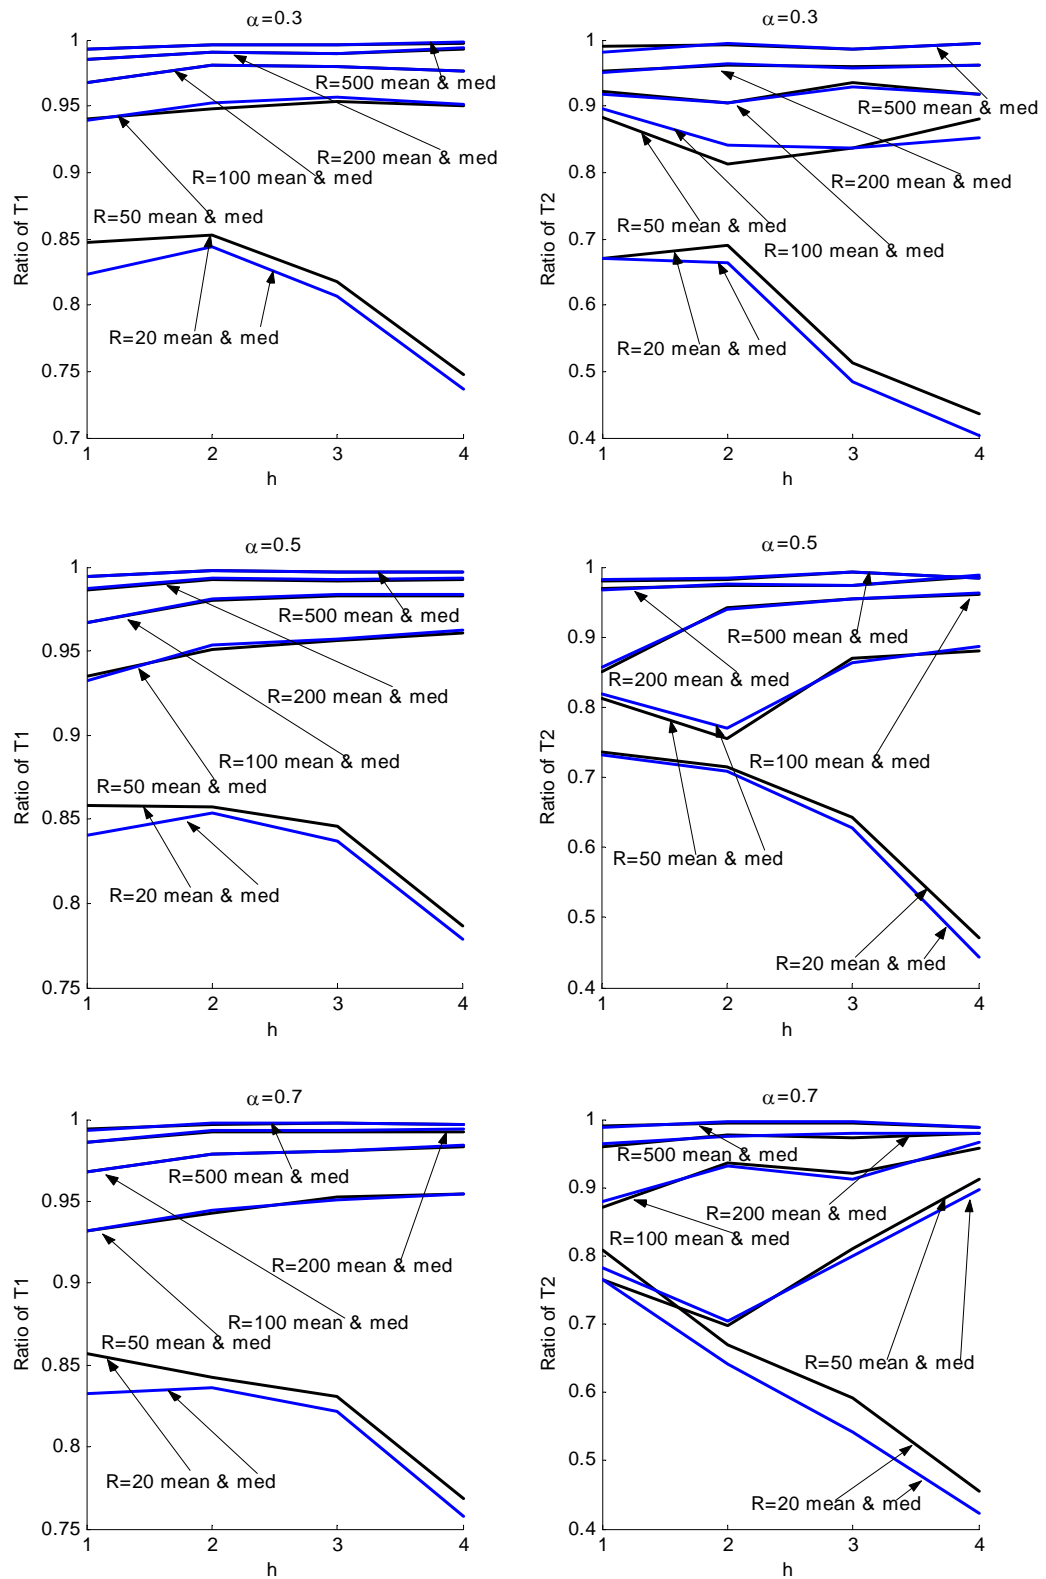 α=0.3
1
0.95
0.9
0.85
0.8
0.75
0.7
Ratio of T1
R=500 mean & med
R=200 mean & med
R=100 mean & med
R=50 mean & med
R=20 mean & med
1 2 3 4
h
α=0.3
1
0.9
0.8
0.7
0.6
0.5
0.4
Ratio of T2
R=500 mean & med
R=200 mean & med
R=50 mean & med
R=100 mean & med
R=20 mean & med
1 2 3 4
h
α=0.5
1
0.95
0.9
0.85
0.8
0.75
Ratio of T1
R=500 mean & med
R=200 mean & med
R=100 mean & med
R=50 mean & med
R=20 mean & med
1 2 3 4
h
α=0.5
1
0.9
0.8
0.7
0.6
0.5
0.4
Ratio of T2
R=500 mean & med
R=200 mean & med
R=100 mean & med
R=50 mean & med
R=20 mean & med
1 2 3 4
h
α=0.7
1
0.95
0.9
0.85
0.8
0.75
Ratio of T1
R=500 mean & med
R=200 mean & med
R=100 mean & med
R=50 mean & med
R=20 mean & med
1 2 3 4
h
α=0.7
1
0.9
0.8
0.7
0.6
0.5
0.4
Ratio of T2
R=500 mean & med
R=200 mean & med
R=100 mean & med
R=50 mean & med
R=20 mean & med
1 2 3 4
h